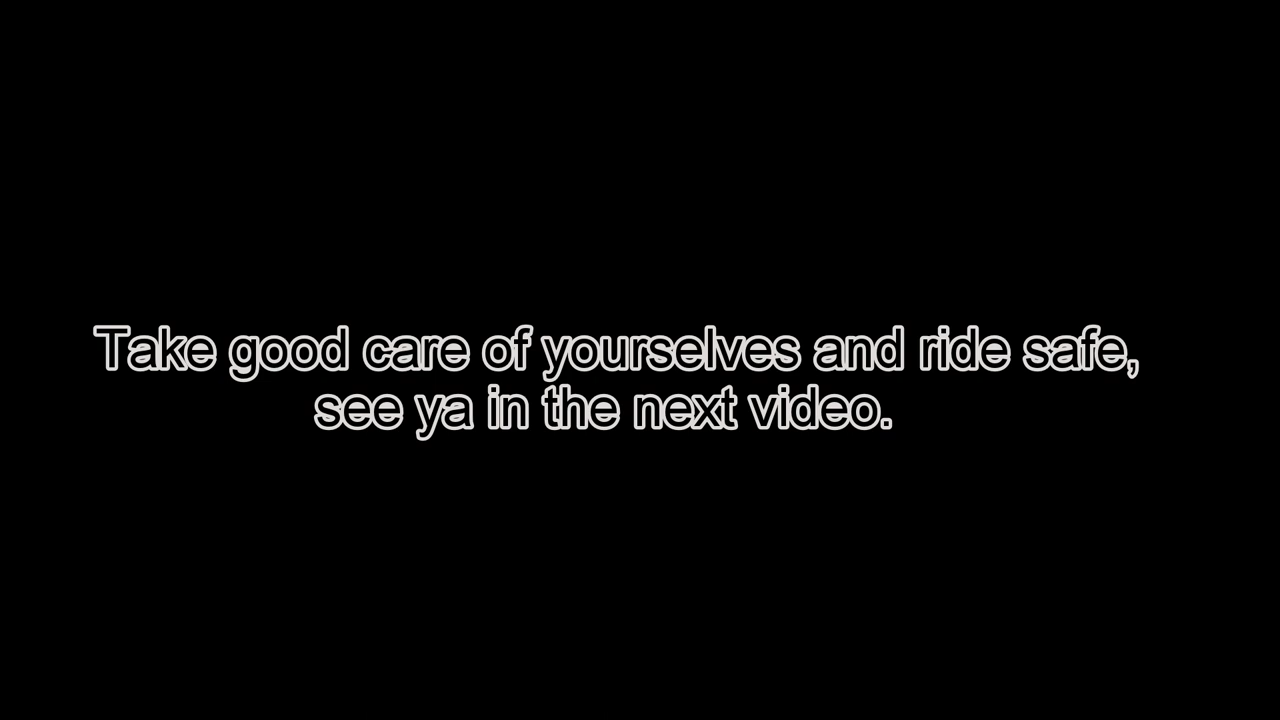 Take good care of yourselves and ride safe,
see ya in the next video.